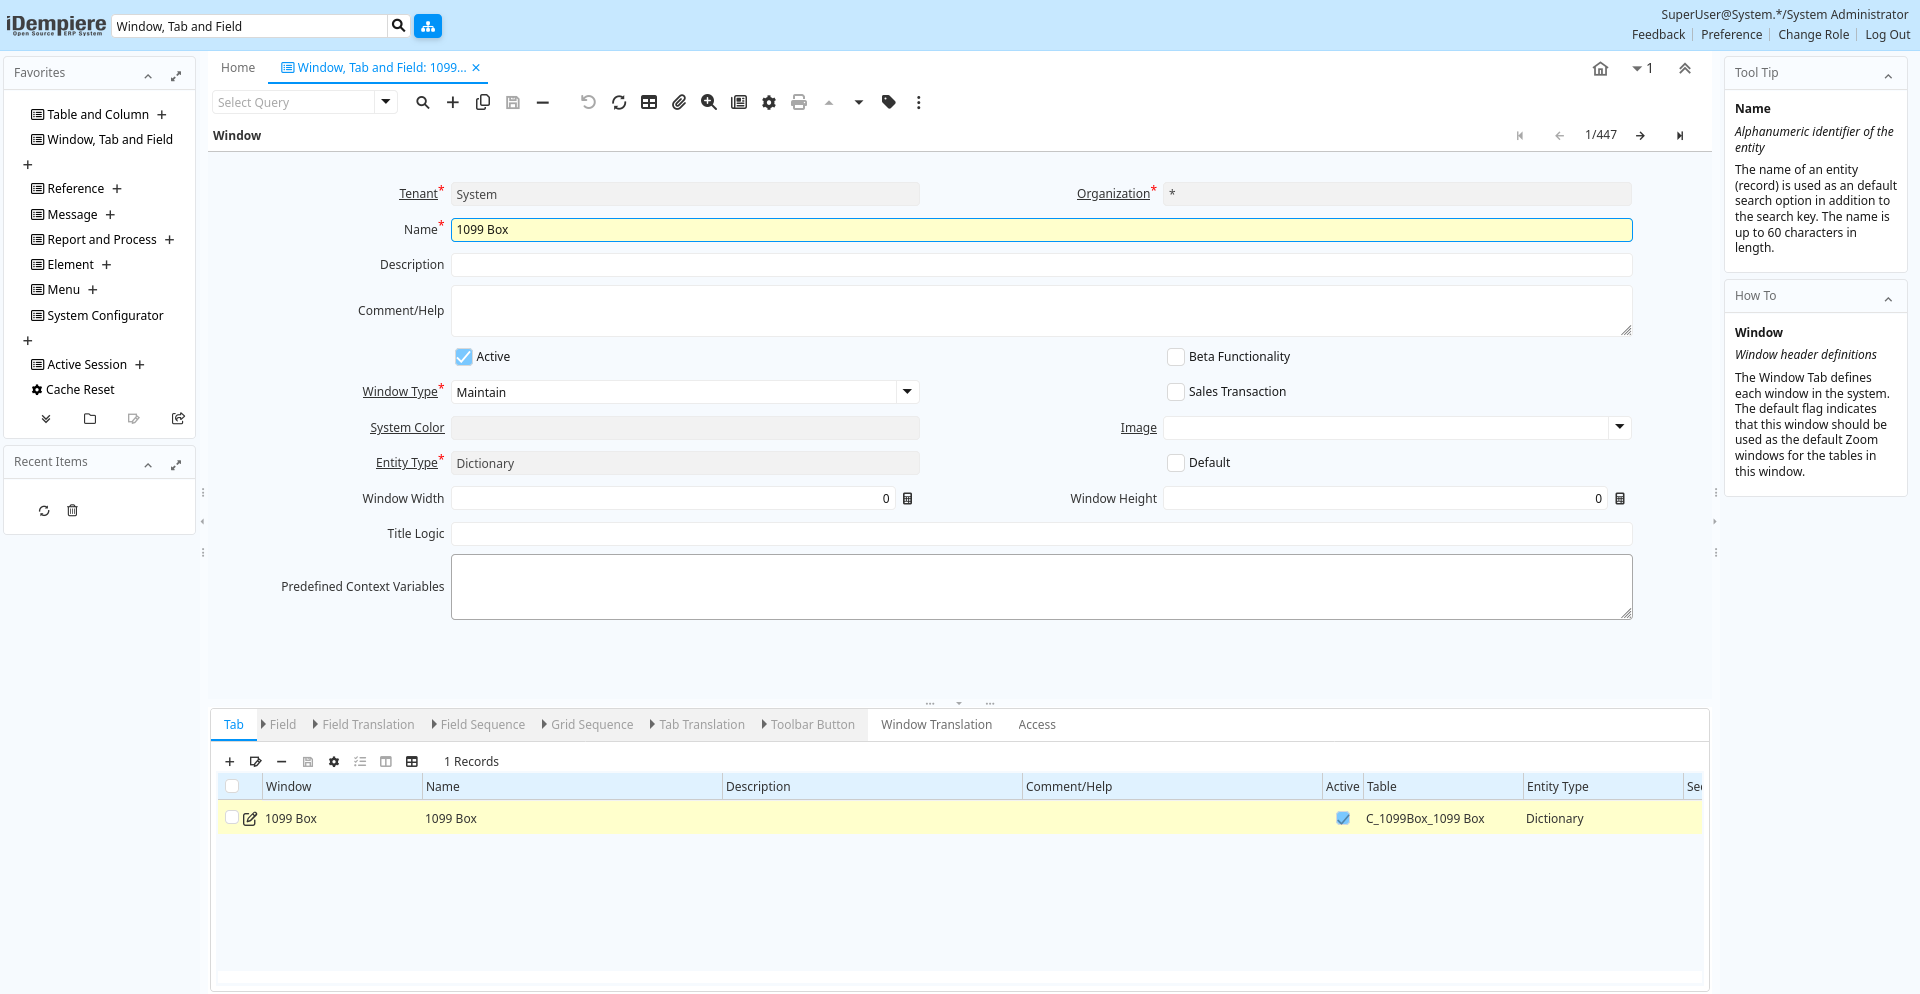 iDempiere
Open Source ERP System
Window, Tab and Field
SuperUser@System.*/System Administrator
Feedback
Preference
Change Role
Log Out
Favorites
Table and Column
Window, Tab and Field
Reference
Message
Report and Process
Element
Menu
System Configurator
Active Session
Cache Reset
Recent Items
Home
Window, Tab and Field: 1099...
1
Select Query
Window
1/447
Tenant*
System
Organization*
*
Name*
1099 Box
Description
Comment/Help
Active
Beta Functionality
Window Type*
Maintain
Sales Transaction
System Color
Image
Entity Type*
Dictionary
Default
Window Width
0
Window Height
0
Title Logic
Predefined Context Variables
Tab
Field
Field Translation
Field Sequence
Grid Sequence
Tab Translation
Toolbar Button
Window Translation
Access
1 Records
Window
Name
Description
Comment/Help
Active
Table
Entity Type
1099 Box
1099 Box
C_1099Box_1099 Box
Dictionary
Tool Tip
Name
Alphanumeric identifier of the
entity
The name of an entity
(record) is used as an default
search option in addition to
the search key. The name is
up to 60 characters in
length.
How To
Window
Window header definitions
The Window Tab defines
each window in the system.
The default flag indicates
that this window should be
used as the default Zoom
windows for the tables in
this window.